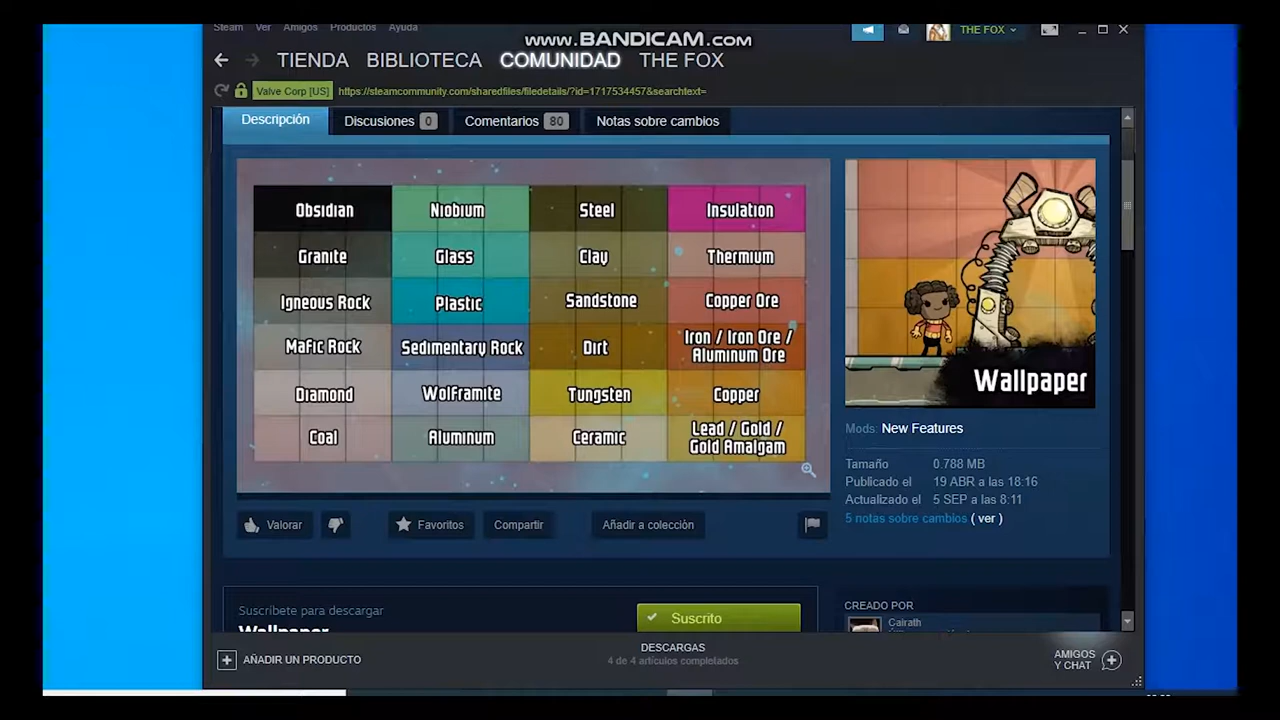 Steam Ver Amigos Productos Ayuda
www.BANDICAM.com
THE FOX
TIENDA BIBLIOTECA COMUNIDAD THE FOX
Valve Corp [US] https://steamcommunity.com/sharedfiles/filedetails/?id=1717534457&searchtext=
Descripción Discusiones 0 Comentarios 80 Notas sobre cambios
Obsidian Niobium Steel Insulation
Granite Glass Clay Thermium
Igneous Rock Plastic Sandstone Copper Ore
Mafic Rock Sedimentary Rock Dirt Iron / Iron Ore /
Aluminum Ore
Diamond Wolframite Tungsten Copper
Coal Aluminum Ceramic Lead / Gold /
Gold Amalgam
Wallpaper
Mods: New Features
Tamaño 0.788 MB
Publicado el 19 ABR a las 18:16
Actualizado el 5 SEP a las 8:11
5 notas sobre cambios ( ver )
Valorar Favoritos Compartir Añadir a colección
Suscríbete para descargar
Wallpaper
Suscrito
CREADO POR
Cairath
AÑADIR UN PRODUCTO
DESCARGAS
4 de 4 artículos completados
AMIGOS
Y CHAT